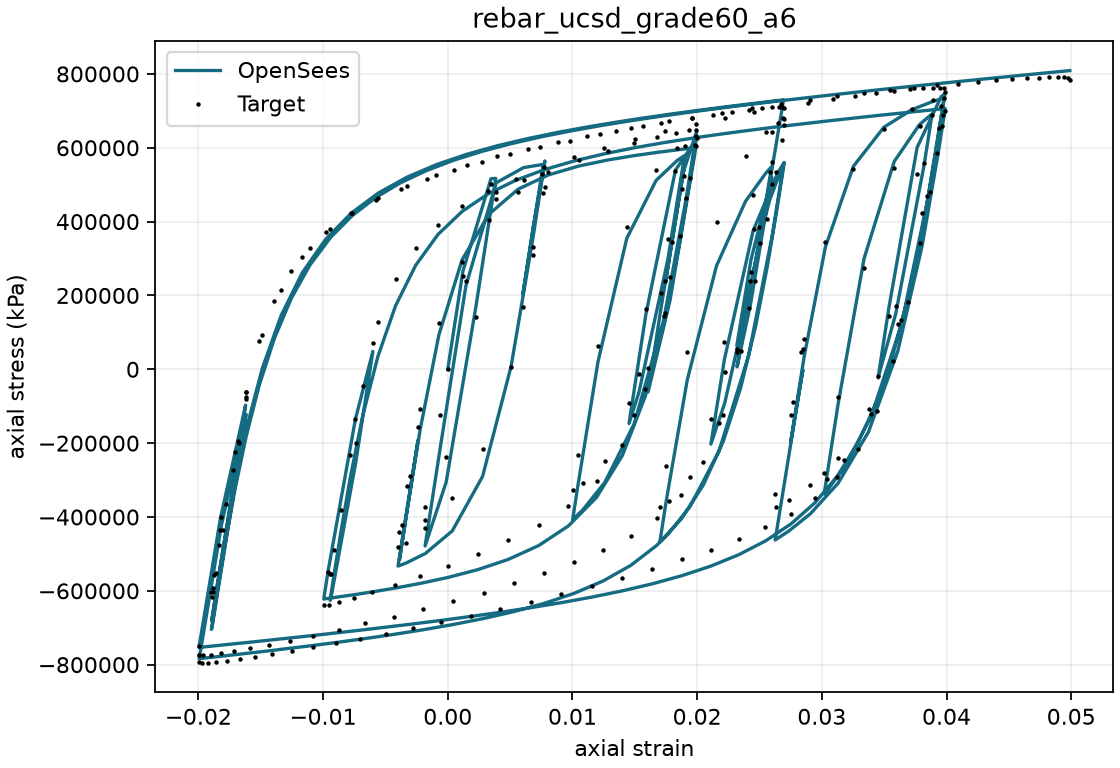 rebar_ucsd_grade60_a6
OpenSees
Target
800000
600000
400000
200000
0
−200000
−400000
−600000
−800000
axial stress (kPa)
−0.02 −0.01 0.00 0.01 0.02 0.03 0.04 0.05
axial strain